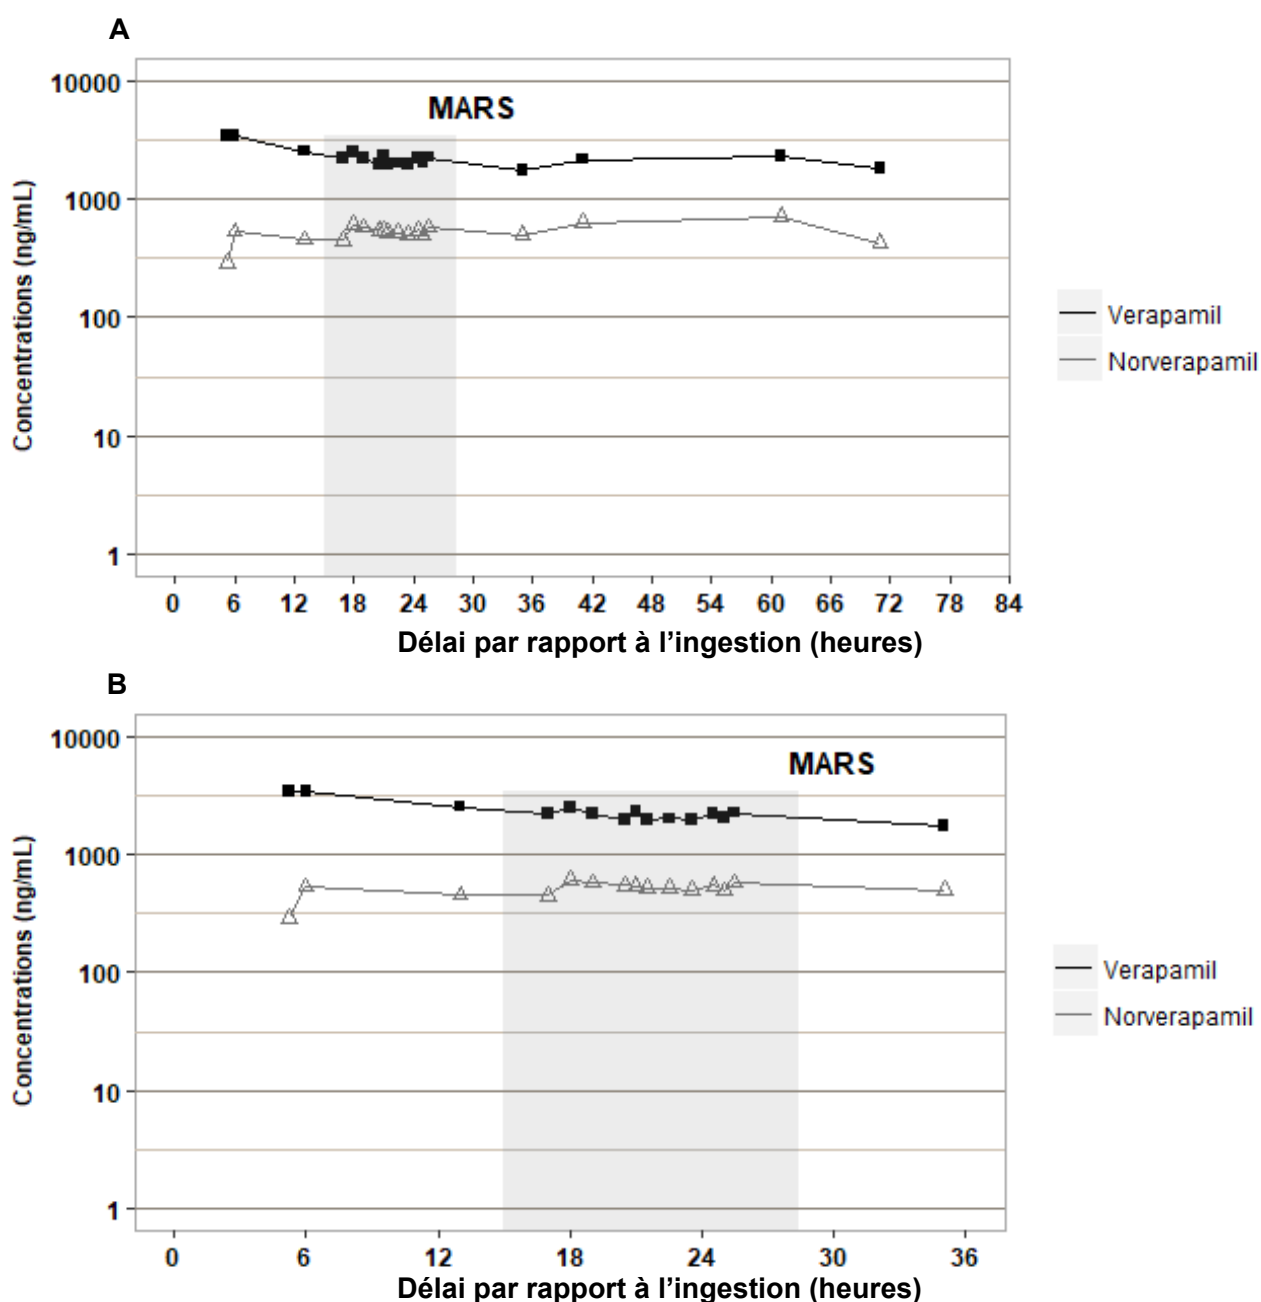 A
MARS
10000
1000
100
10
1
Concentrations (ng/mL)
0 6 12 18 24 30 36 42 48 54 60 66 72 78 84
Délai par rapport à l’ingestion (heures)
Verapamil
Norverapamil
B
MARS
10000
1000
100
10
1
Concentrations (ng/mL)
0 6 12 18 24 30 36
Délai par rapport à l’ingestion (heures)
Verapamil
Norverapamil